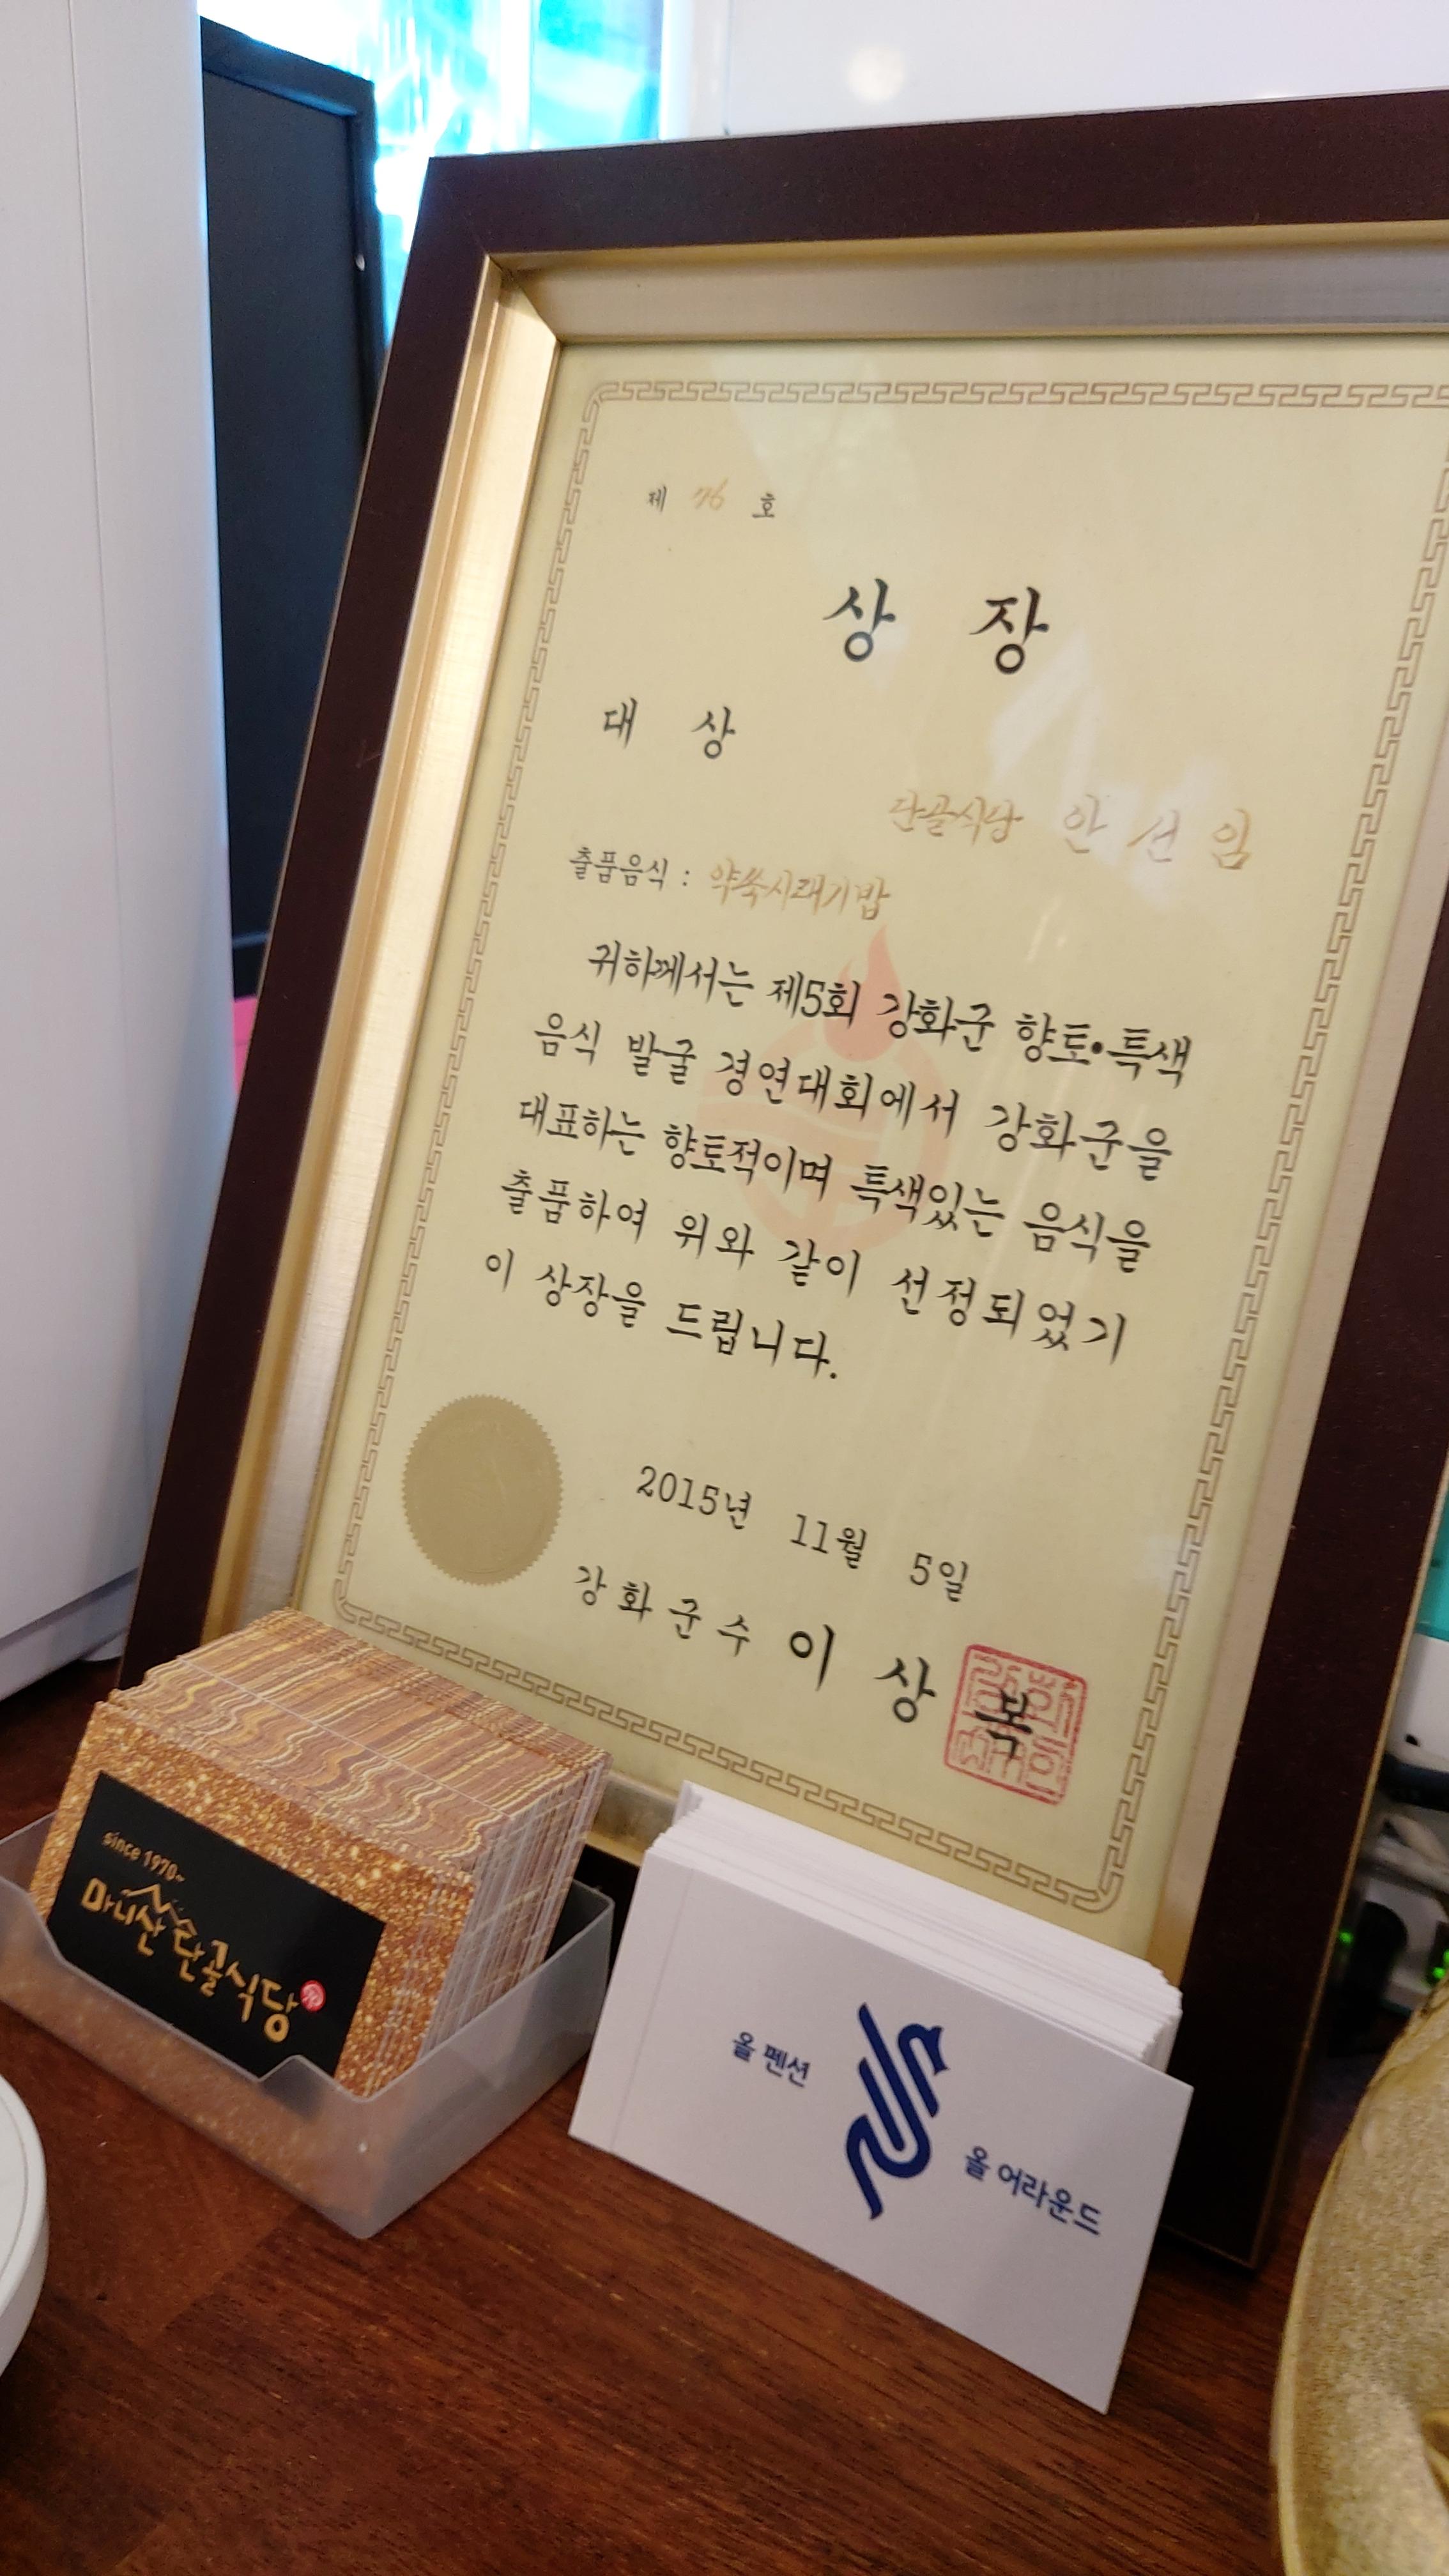 제 76 호
상 장
대 상
단골식당 안 선 임
출품음식 : 약쑥시래기밥
귀하께서는 제5회 강화군 향토·특색
음식 발굴 경연대회에서 강화군을
대표하는 향토적이며 특색있는 음식을
출품하여 위와 같이 선정되었기
이 상장을 드립니다.
2015년 11월 5일
강화군수 이 상 복
since 1970~
마니산 단골식당
올 펜션
올 어라운드